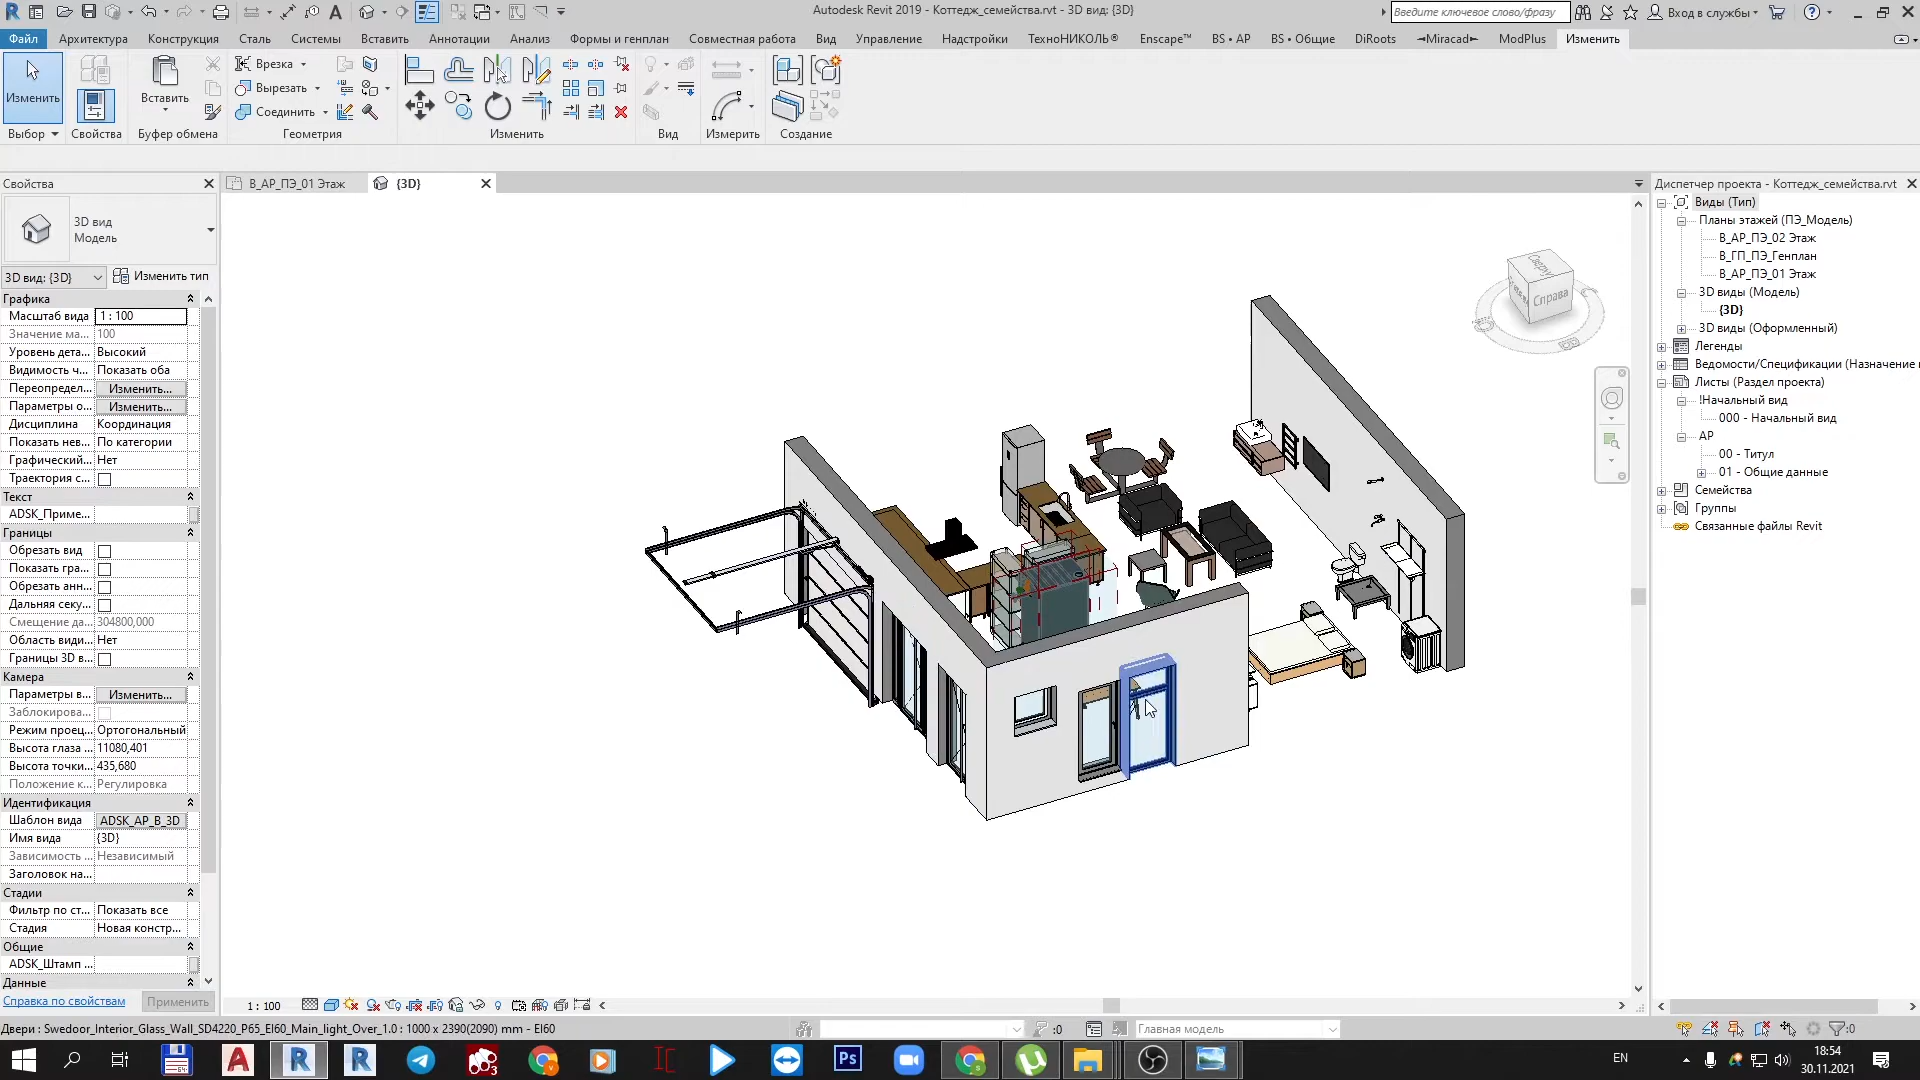 Autodesk Revit 2019 - Коттедж_семейства.rvt - 3D вид: {3D}
Введите ключевое слово/фразу
Вход в службы
Файл
Архитектура
Конструкция
Сталь
Системы
Вставить
Аннотации
Анализ
Формы и генплан
Совместная работа
Вид
Управление
Надстройки
ТехноНИКОЛЬ®
Enscape™
BS • АР
BS • Общие
DiRoots
◄Miracad►
ModPlus
Изменить
Изменить
Вставить
Врезка
Вырезать
Соединить
Выбор
Свойства
Буфер обмена
Геометрия
Изменить
Вид
Измерить
Создание
Свойства
В_АР_ПЭ_01 Этаж
{3D}
Диспетчер проекта - Коттедж_семейства.rvt
3D вид
Модель
3D вид: {3D}
Изменить тип
Графика
Масштаб вида 1 : 100
Значение ма... 100
Уровень дета... Высокий
Видимость ч... Показать оба
Переопредел... Изменить...
Параметры о... Изменить...
Дисциплина Координация
Показать нев... По категории
Графический... Нет
Траектория с...
Текст
ADSK_Приме...
Границы
Обрезать вид
Показать гра...
Обрезать анн...
Дальняя секу...
Смещение да... 304800,000
Область види... Нет
Границы 3D в...
Камера
Параметры в... Изменить...
Заблокирова...
Режим проец... Ортогональный
Высота глаза ... 11080,401
Высота точки... 435,680
Положение к... Регулировка
Идентификация
Шаблон вида ADSK_АР_В_3D
Имя вида {3D}
Зависимость ... Независимый
Заголовок на...
Стадии
Фильтр по ст... Показать все
Стадия Новая констр...
Общие
ADSK_Штамп ...
Данные
Справка по свойствам
Применить
Сверху
Справа
Виды (Тип)
Планы этажей (ПЭ_Модель)
В_АР_ПЭ_02 Этаж
В_ГП_ПЭ_Генплан
В_АР_ПЭ_01 Этаж
3D виды (Модель)
{3D}
3D виды (Оформленный)
Легенды
Ведомости/Спецификации (Назначение
Листы (Раздел проекта)
!Начальный вид
000 - Начальный вид
АР
00 - Титул
01 - Общие данные
Семейства
Группы
Связанные файлы Revit
1 : 100
Двери : Swedoor_Interior_Glass_Wall_SD4220_P65_EI60_Main_light_Over_1.0 : 1000 x 2390(2090) mm - EI60
:0
Главная модель
:0
Ps
EN
18:54
30.11.2021